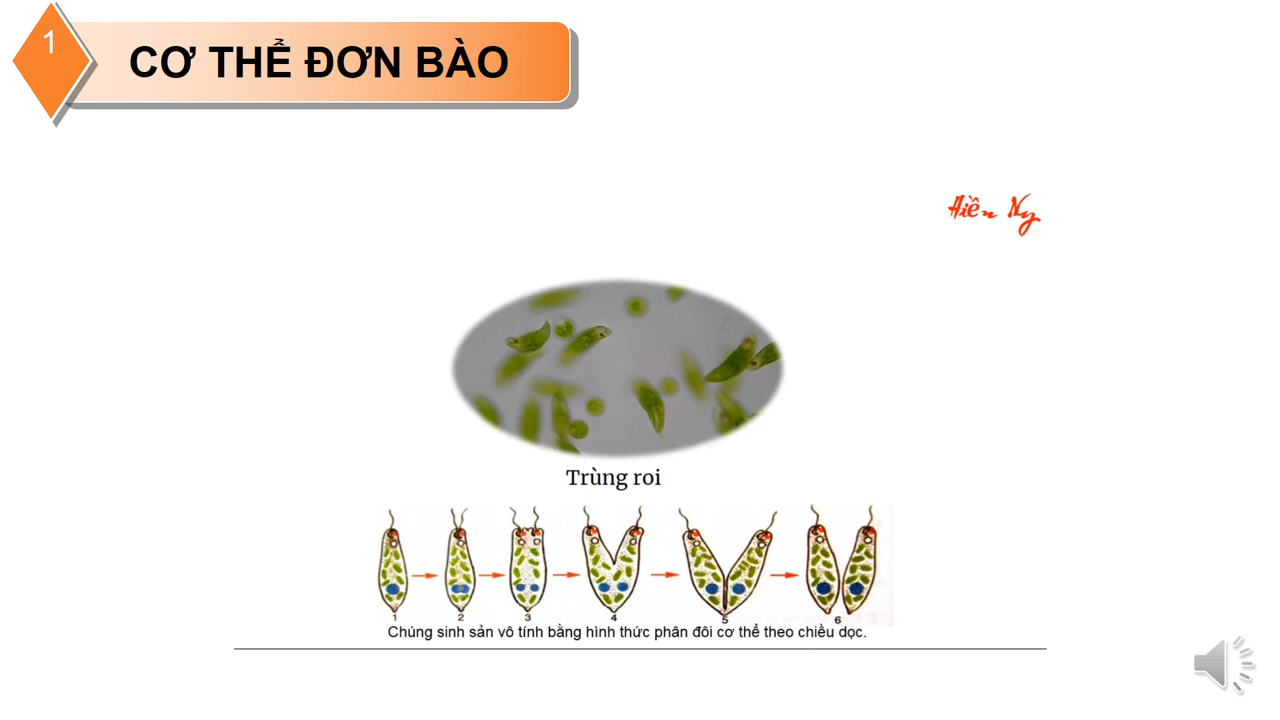 1
CƠ THỂ ĐƠN BÀO
Hiền Ny
Trùng roi
1 2 3 4 5 6
Chúng sinh sản vô tính bằng hình thức phân đôi cơ thể theo chiều dọc.